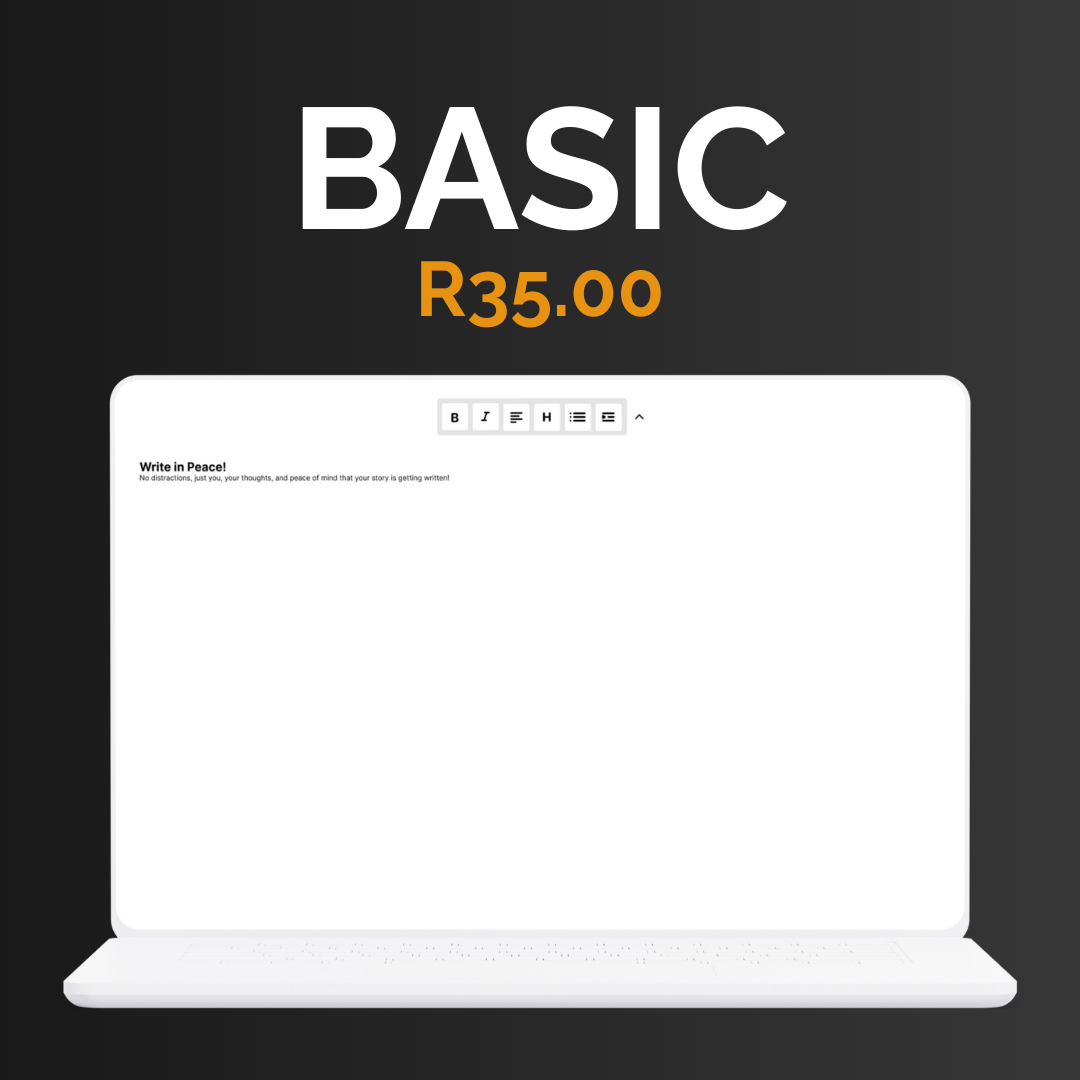 BASIC
R35.00
B I H
Write in Peace!
No distractions, just you, your thoughts, and peace of mind that your story is getting written!